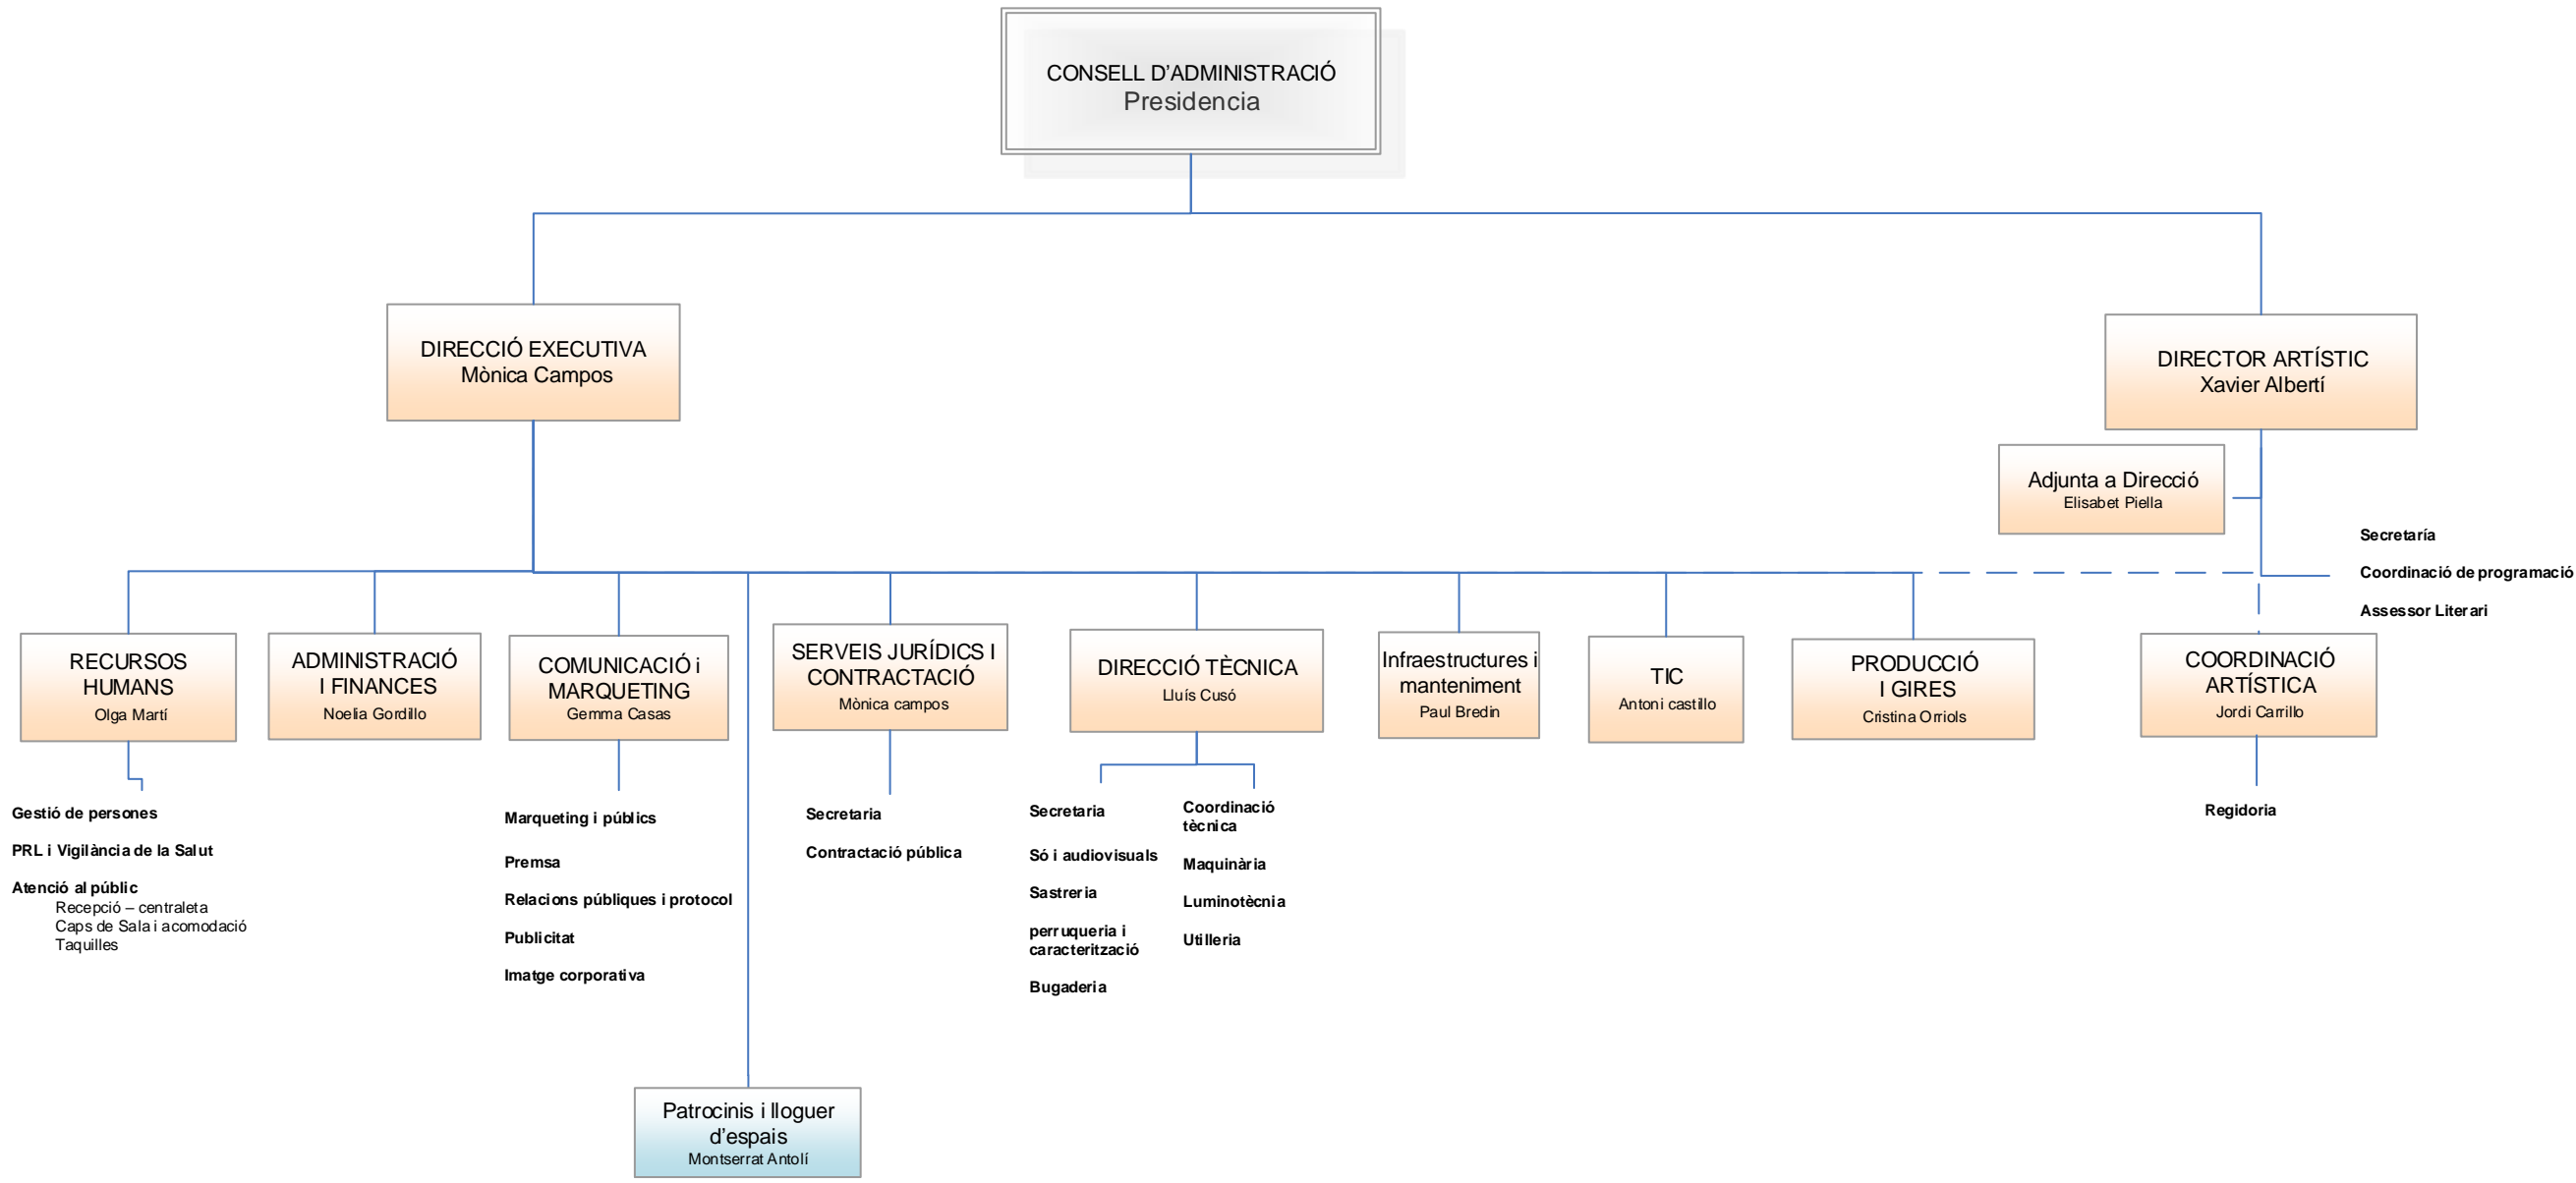 CONSELL D'ADMINISTRACIÓ
Presidencia
DIRECCIÓ EXECUTIVA
Mònica Campos
DIRECTOR ARTÍSTIC
Xavier Albertí
Adjunta a Direcció
Elisabet Piella
Secretaría
Coordinació de programació
Assessor Literari
RECURSOS
HUMANS
Olga Martí
ADMINISTRACIÓ
I FINANCES
Noelia Gordillo
COMUNICACIÓ i
MARQUETING
Gemma Casas
SERVEIS JURÍDICS I
CONTRACTACIÓ
Mònica campos
DIRECCIÓ TÈCNICA
Lluís Cusó
Infraestructures i
manteniment
Paul Bredin
TIC
Antoni castillo
PRODUCCIÓ
I GIRES
Cristina Orriols
COORDINACIÓ
ARTÍSTICA
Jordi Carrillo
Gestió de persones
PRL i Vigilància de la Salut
Atenció al públic
Recepció – centraleta
Caps de Sala i acomodació
Taquilles
Marqueting i públics
Premsa
Relacions públiques i protocol
Publicitat
Imatge corporativa
Secretaria
Contractació pública
Secretaria
Só i audiovisuals
Sastreria
perruqueria i
caracterització
Bugaderia
Coordinació
tècnica
Maquinària
Luminotècnia
Utilleria
Regidoria
Patrocinis i lloguer
d'espais
Montserrat Antolí